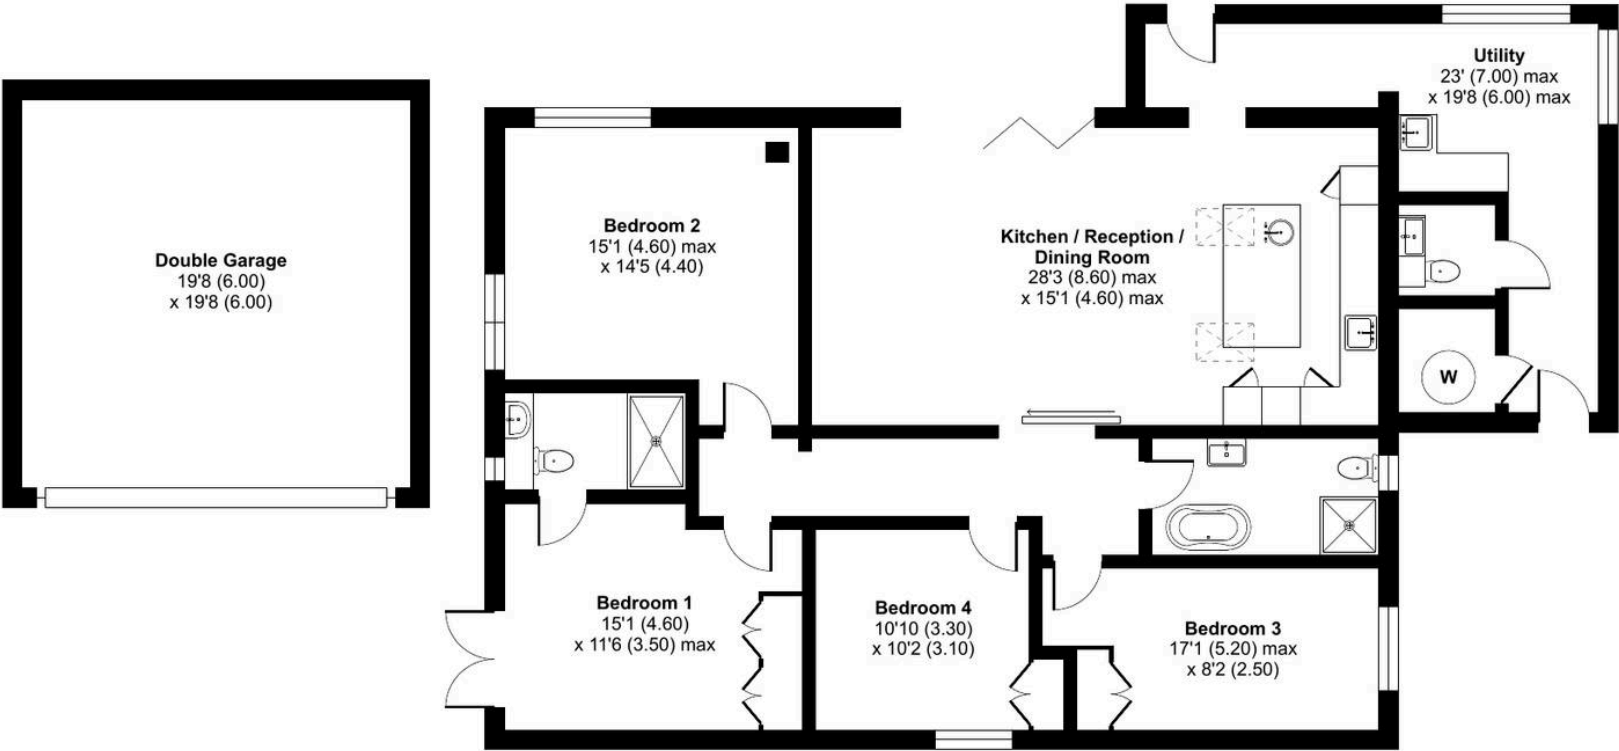 Utility
23' (7.00) max
x 19'8 (6.00) max
Bedroom 2
15'1 (4.60) max
x 14'5 (4.40)
Kitchen / Reception /
Dining Room
28'3 (8.60) max
x 15'1 (4.60) max
Double Garage
19'8 (6.00)
x 19'8 (6.00)
W
Bedroom 1
15'1 (4.60)
x 11'6 (3.50) max
Bedroom 4
10'10 (3.30)
x 10'2 (3.10)
Bedroom 3
17'1 (5.20) max
x 8'2 (2.50)